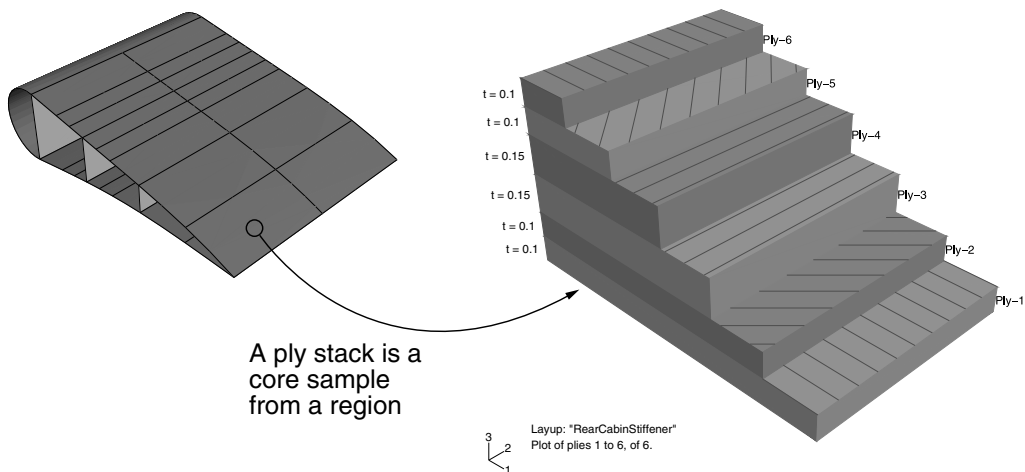 Ply-6
Ply-5
t = 0.1
t = 0.1
Ply-4
t = 0.15
t = 0.15
Ply-3
t = 0.1
Ply-2
t = 0.1
Ply-1
A ply stack is a
core sample
from a region
3
2
1
Layup: "RearCabinStiffener"
Plot of plies 1 to 6, of 6.